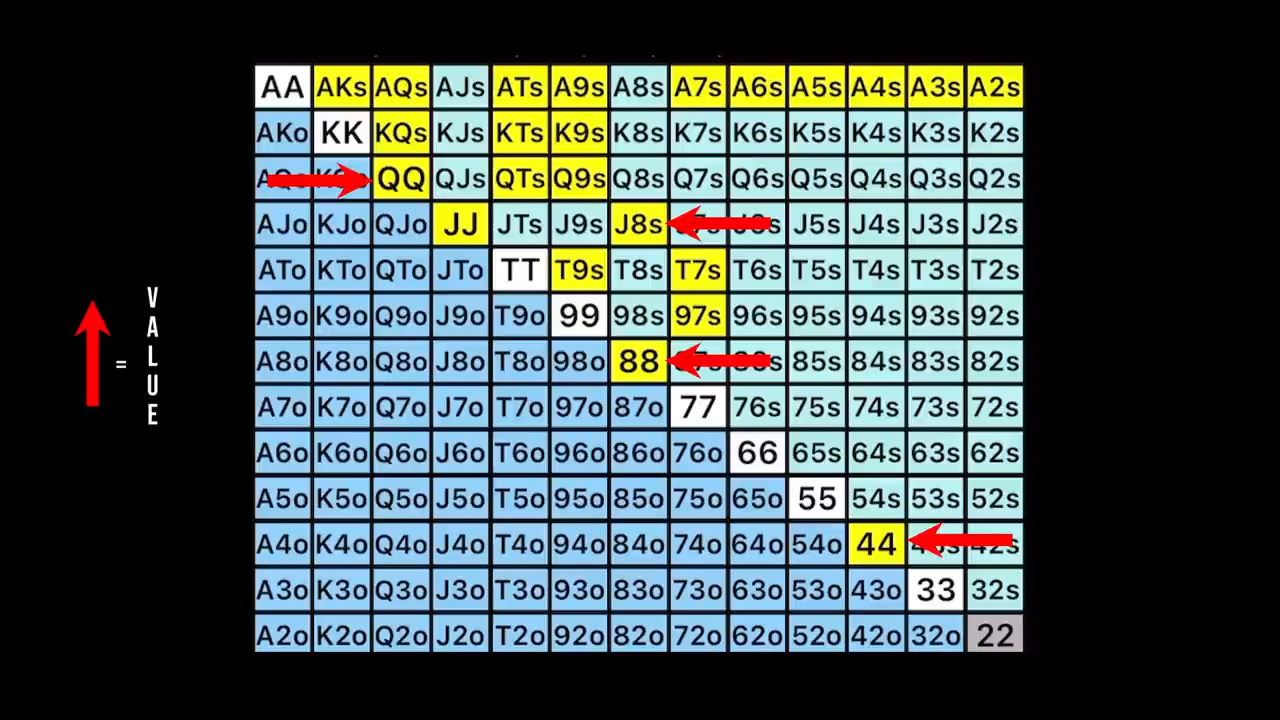 AA AKs AQs AJs ATs A9s A8s A7s A6s A5s A4s A3s A2s
AKo KK KQs KJs KTs K9s K8s K7s K6s K5s K4s K3s K2s
QQ QJs QTs Q9s Q8s Q7s Q6s Q5s Q4s Q3s Q2s
AJo KJo QJo JJ JTs J9s J8s J5s J4s J3s J2s
ATo KTo QTo JTo TT T9s T8s T7s T6s T5s T4s T3s T2s
A9o K9o Q9o J9o T9o 99 98s 97s 96s 95s 94s 93s 92s
A8o K8o Q8o J8o T8o 98o 88 85s 84s 83s 82s
A7o K7o Q7o J7o T7o 97o 87o 77 76s 75s 74s 73s 72s
A6o K6o Q6o J6o T6o 96o 86o 76o 66 65s 64s 63s 62s
A5o K5o Q5o J5o T5o 95o 85o 75o 65o 55 54s 53s 52s
A4o K4o Q4o J4o T4o 94o 84o 74o 64o 54o 44
A3o K3o Q3o J3o T3o 93o 83o 73o 63o 53o 43o 33 32s
A2o K2o Q2o J2o T2o 92o 82o 72o 62o 52o 42o 32o 22
= VALUE